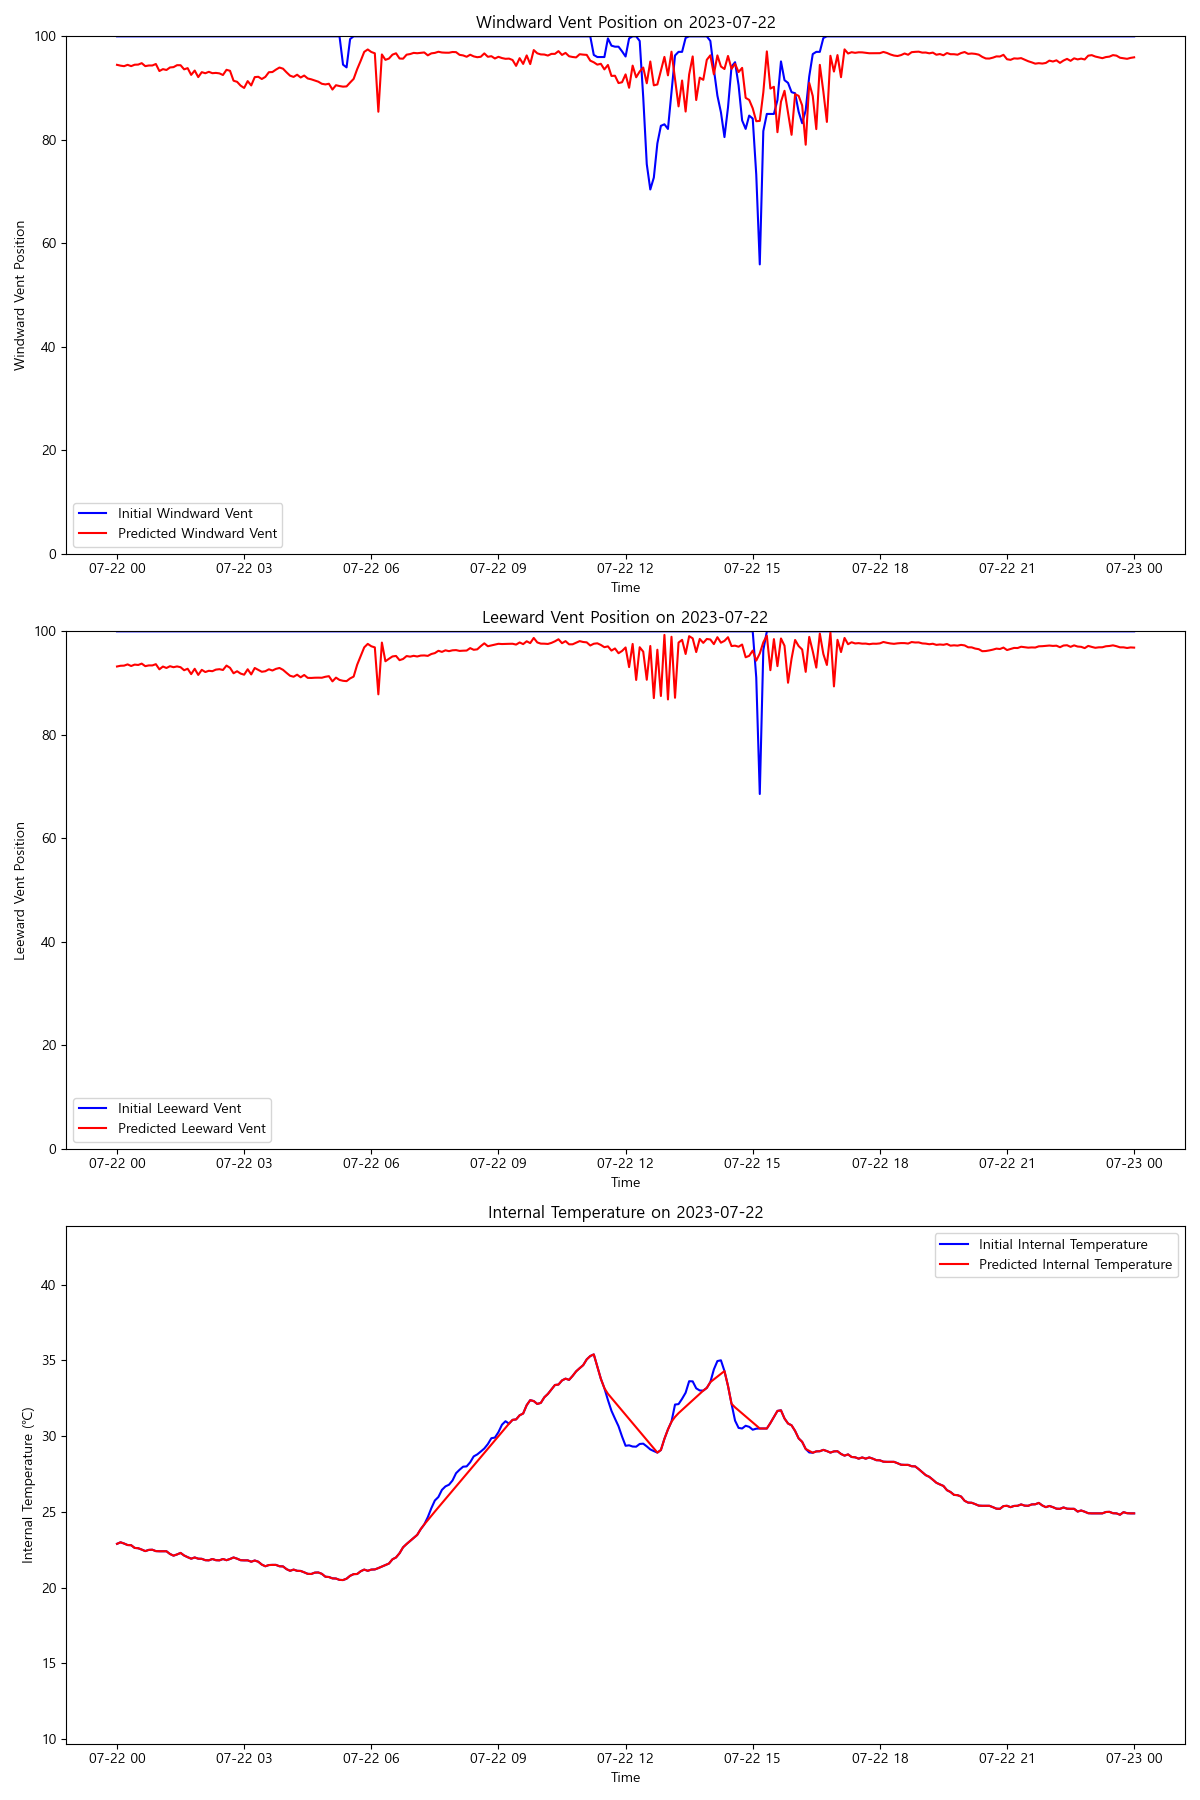 Windward Vent Position on 2023-07-22
100
80
60
40
20
0
Windward Vent Position
Initial Windward Vent
Predicted Windward Vent
07-22 00 07-22 03 07-22 06 07-22 09 07-22 12 07-22 15 07-22 18 07-22 21 07-23 00
Time
Leeward Vent Position on 2023-07-22
100
80
60
40
20
0
Leeward Vent Position
Initial Leeward Vent
Predicted Leeward Vent
07-22 00 07-22 03 07-22 06 07-22 09 07-22 12 07-22 15 07-22 18 07-22 21 07-23 00
Time
Internal Temperature on 2023-07-22
Initial Internal Temperature
Predicted Internal Temperature
40
35
30
25
20
15
10
Internal Temperature (℃)
07-22 00 07-22 03 07-22 06 07-22 09 07-22 12 07-22 15 07-22 18 07-22 21 07-23 00
Time